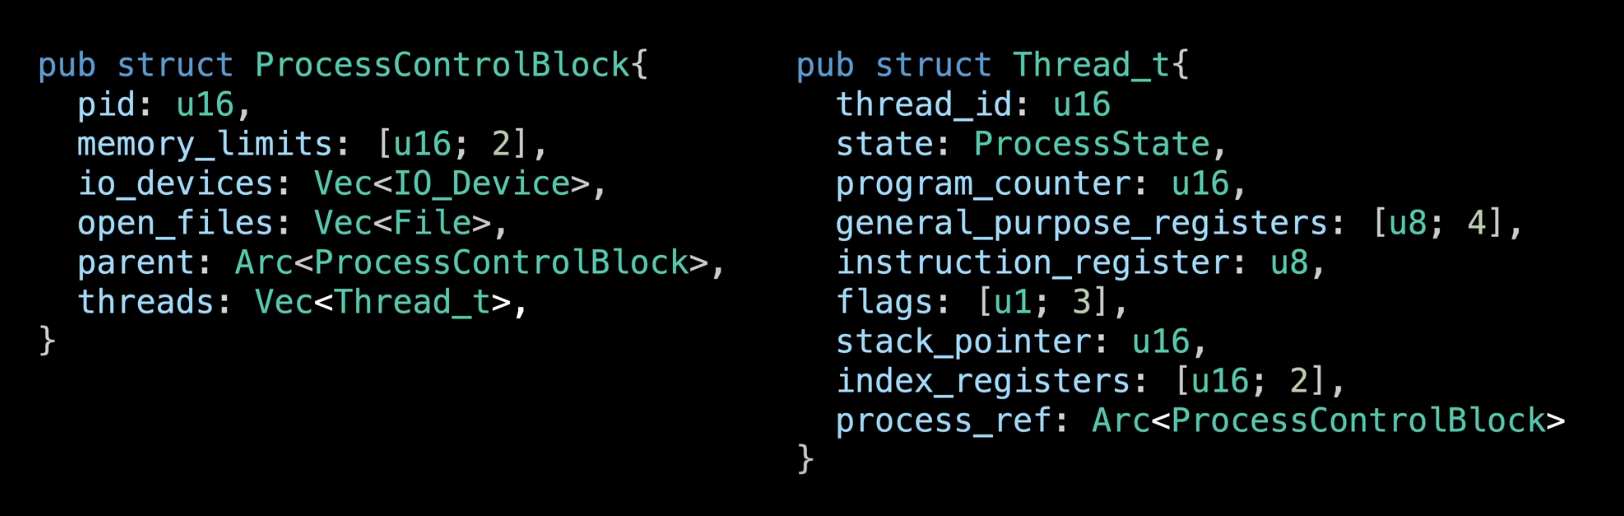 pub struct ProcessControlBlock{
pid: u16,
memory_limits: [u16; 2],
io_devices: Vec<IO_Device>,
open_files: Vec<File>,
parent: Arc<ProcessControlBlock>,
threads: Vec<Thread_t>,
}
pub struct Thread_t{
thread_id: u16
state: ProcessState,
program_counter: u16,
general_purpose_registers: [u8; 4],
instruction_register: u8,
flags: [u1; 3],
stack_pointer: u16,
index_registers: [u16; 2],
process_ref: Arc<ProcessControlBlock>
}